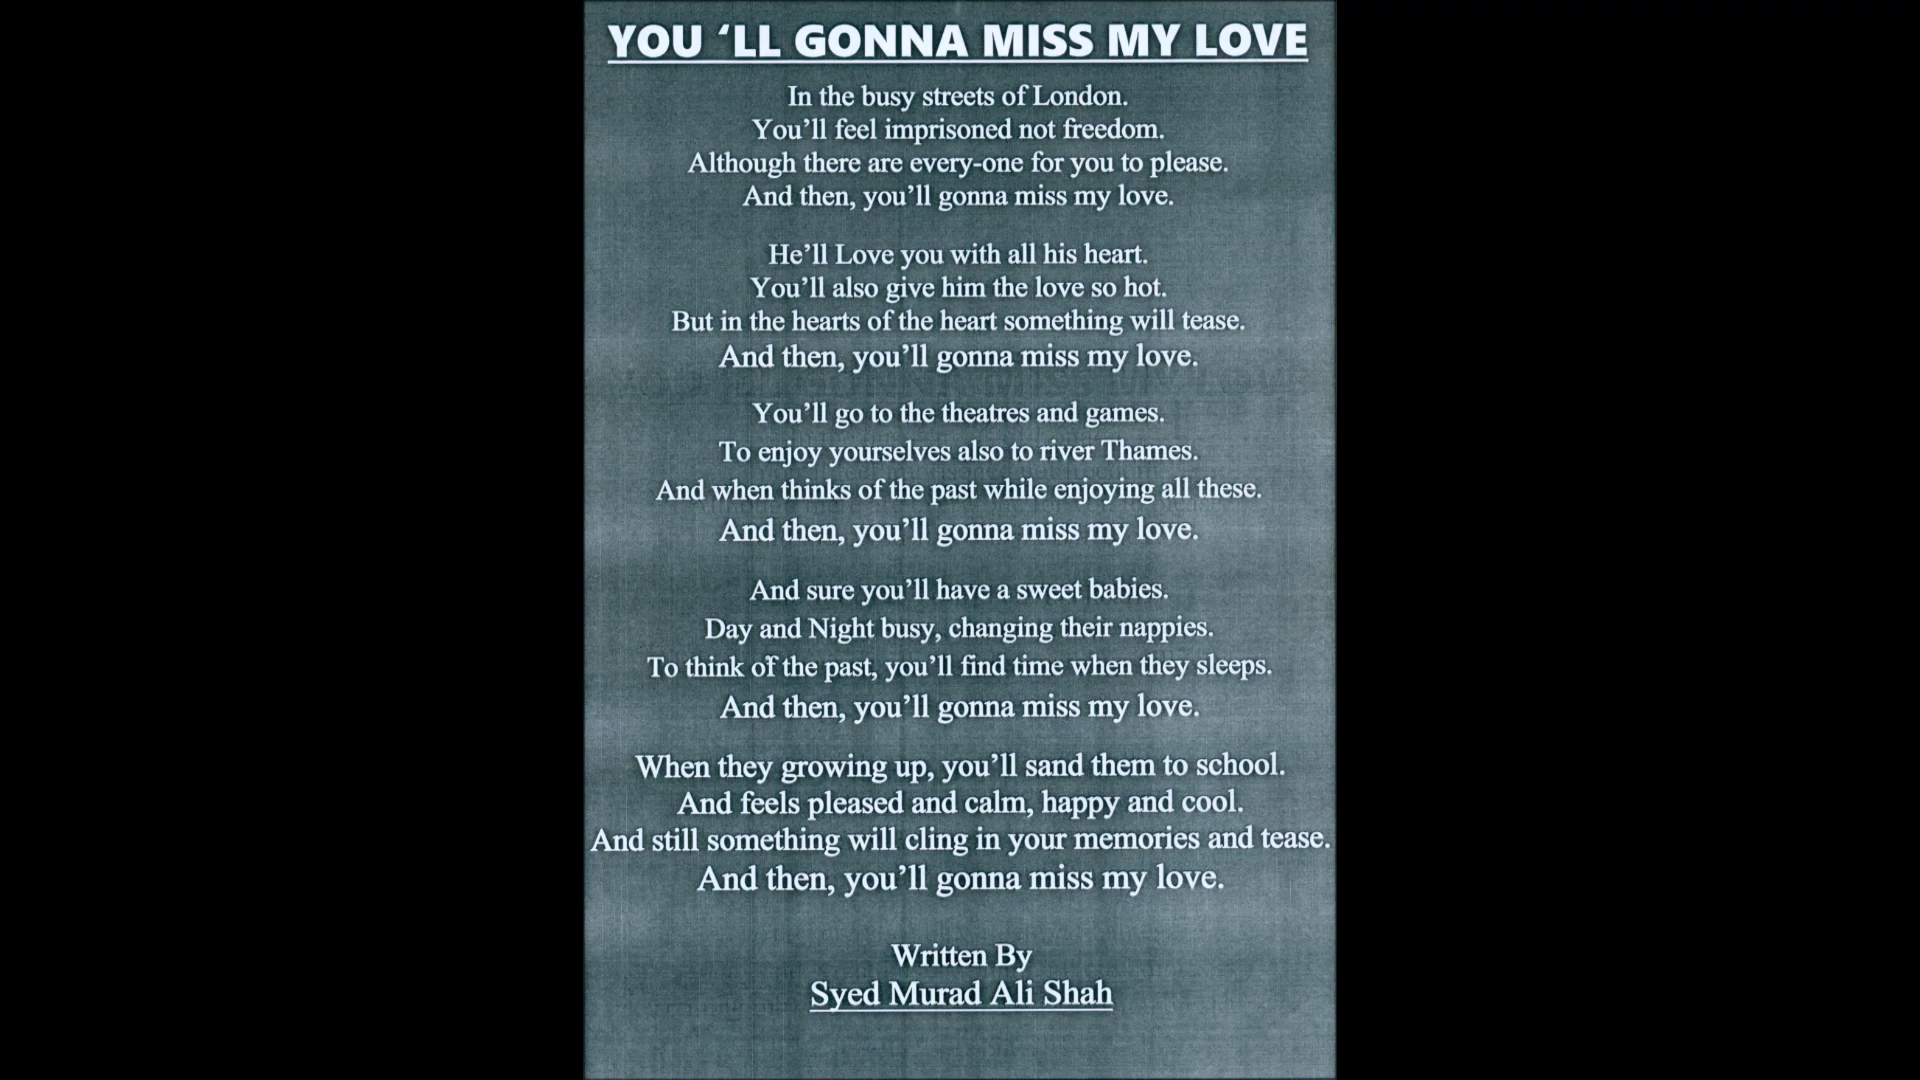 YOU ‘LL GONNA MISS MY LOVE
In the busy streets of London.
You’ll feel imprisoned not freedom.
Although there are every-one for you to please.
And then, you’ll gonna miss my love.
He’ll Love you with all his heart.
You’ll also give him the love so hot.
But in the hearts of the heart something will tease.
And then, you’ll gonna miss my love.
You’ll go to the theatres and games.
To enjoy yourselves also to river Thames.
And when thinks of the past while enjoying all these.
And then, you’ll gonna miss my love.
And sure you’ll have a sweet babies.
Day and Night busy, changing their nappies.
To think of the past, you’ll find time when they sleeps.
And then, you’ll gonna miss my love.
When they growing up, you’ll sand them to school.
And feels pleased and calm, happy and cool.
And still something will cling in your memories and tease.
And then, you’ll gonna miss my love.
Written By
Syed Murad Ali Shah